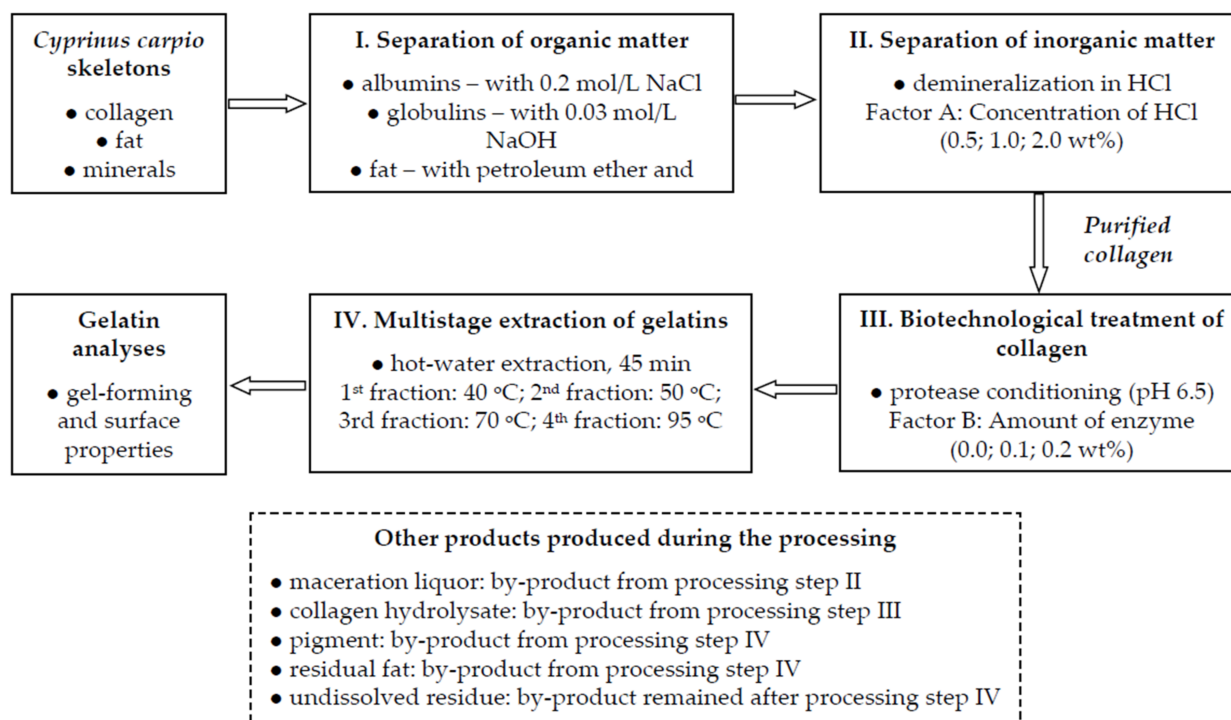 Cyprinus carpio
skeletons
● collagen
● fat
● minerals
I. Separation of organic matter
● albumins – with 0.2 mol/L NaCl
● globulins – with 0.03 mol/L
NaOH
● fat – with petroleum ether and
II. Separation of inorganic matter
● demineralization in HCl
Factor A: Concentration of HCl
(0.5; 1.0; 2.0 wt%)
Purified
collagen
III. Biotechnological treatment of
collagen
● protease conditioning (pH 6.5)
Factor B: Amount of enzyme
(0.0; 0.1; 0.2 wt%)
IV. Multistage extraction of gelatins
● hot-water extraction, 45 min
1st fraction: 40 °C; 2nd fraction: 50 °C;
3rd fraction: 70 °C; 4th fraction: 95 °C
Gelatin
analyses
● gel-forming
and surface
properties
Other products produced during the processing
● maceration liquor: by-product from processing step II
● collagen hydrolysate: by-product from processing step III
● pigment: by-product from processing step IV
● residual fat: by-product from processing step IV
● undissolved residue: by-product remained after processing step IV